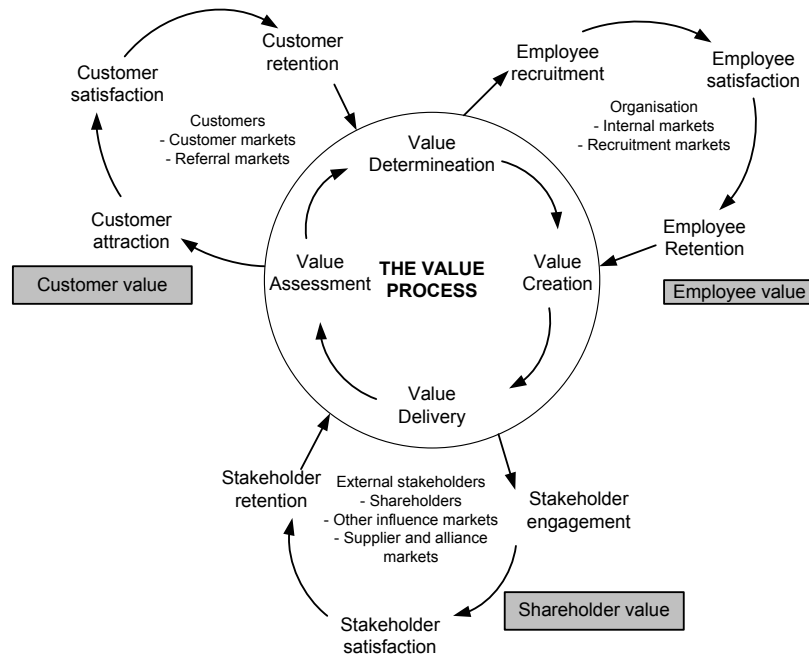 Customer
retention
Customer
satisfaction
Customers
- Customer markets
- Referral markets
Customer
attraction
Customer value
Employee
recruitment
Employee
satisfaction
Organisation
- Internal markets
- Recruitment markets
Employee
Retention
Employee value
Value
Determineation
Value
Assessment
THE VALUE
PROCESS
Value
Creation
Value
Delivery
Stakeholder
retention
External stakeholders
- Shareholders
- Other influence markets
- Supplier and alliance
markets
Stakeholder
engagement
Stakeholder
satisfaction
Shareholder value